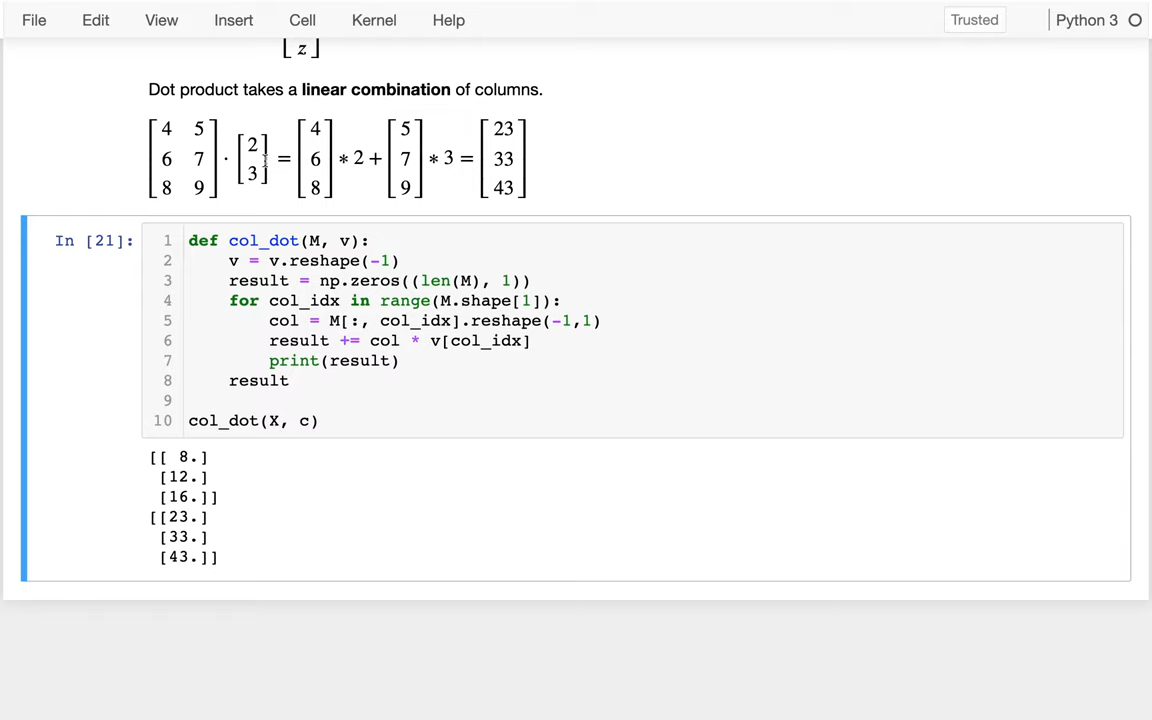 File Edit View Insert Cell Kernel Help Trusted Python 3
[ z ]
Dot product takes a linear combination of columns.
[4 5; 6 7; 8 9] · [2; 3] = [4; 6; 8] * 2 + [5; 7; 9] * 3 = [23; 33; 43]
In [21]:
1 def col_dot(M, v):
2     v = v.reshape(-1)
3     result = np.zeros((len(M), 1))
4     for col_idx in range(M.shape[1]):
5         col = M[:, col_idx].reshape(-1,1)
6         result += col * v[col_idx]
7         print(result)
8     result
9
10 col_dot(X, c)
[[ 8.]
 [12.]
 [16.]]
[[23.]
 [33.]
 [43.]]